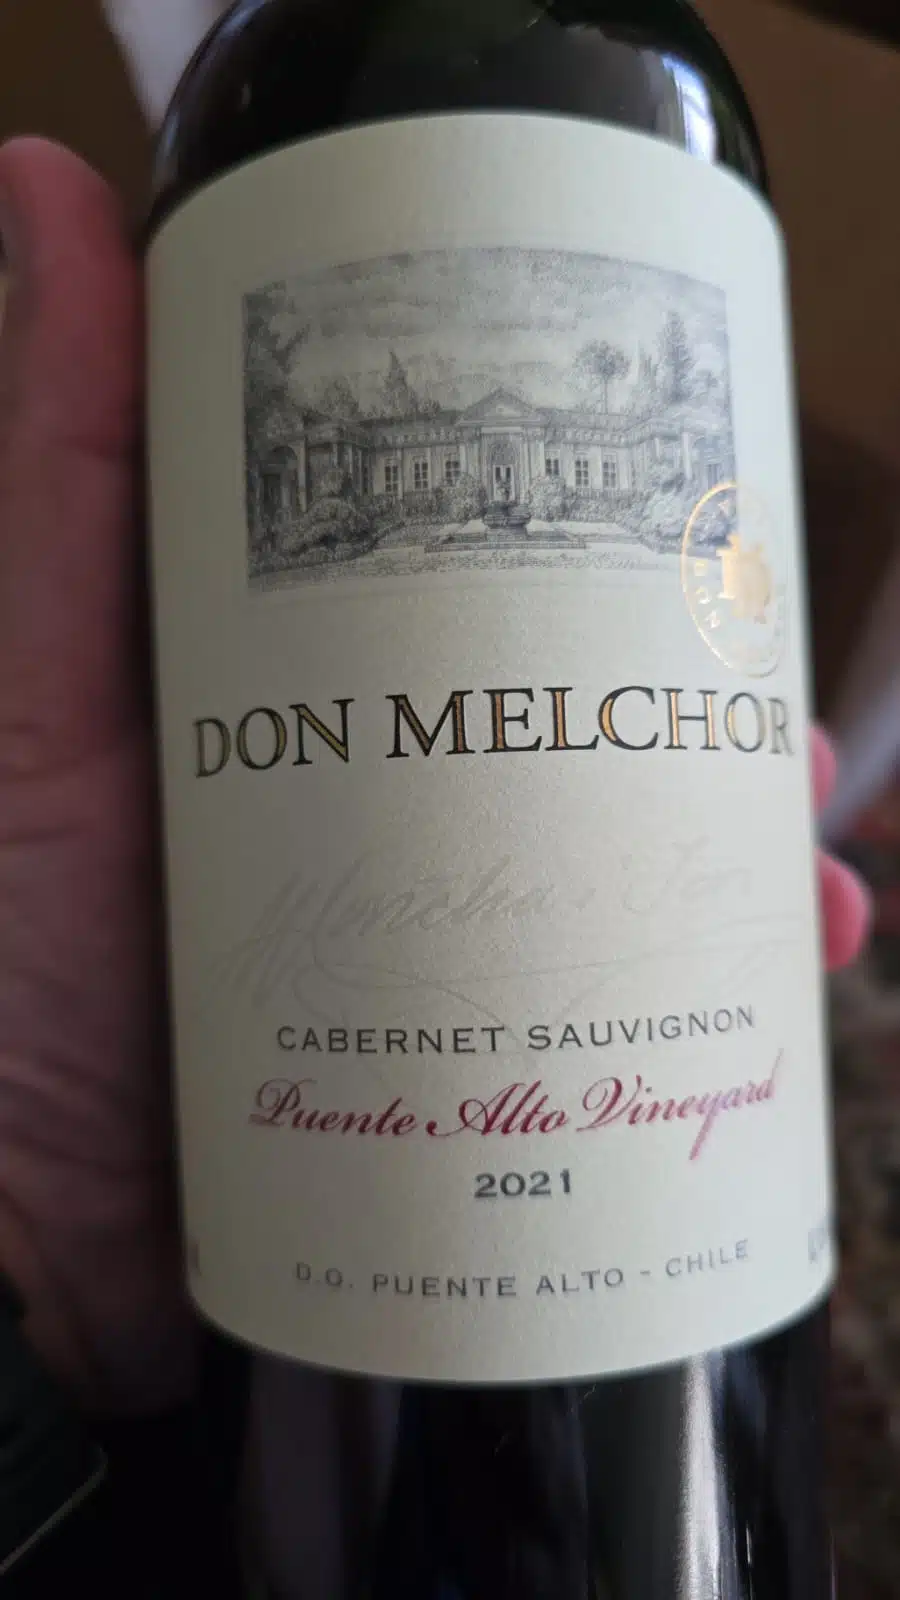 DON MELCHOR
CABERNET SAUVIGNON
Puente Alto Vineyard
2021
D.O. PUENTE ALTO - CHILE